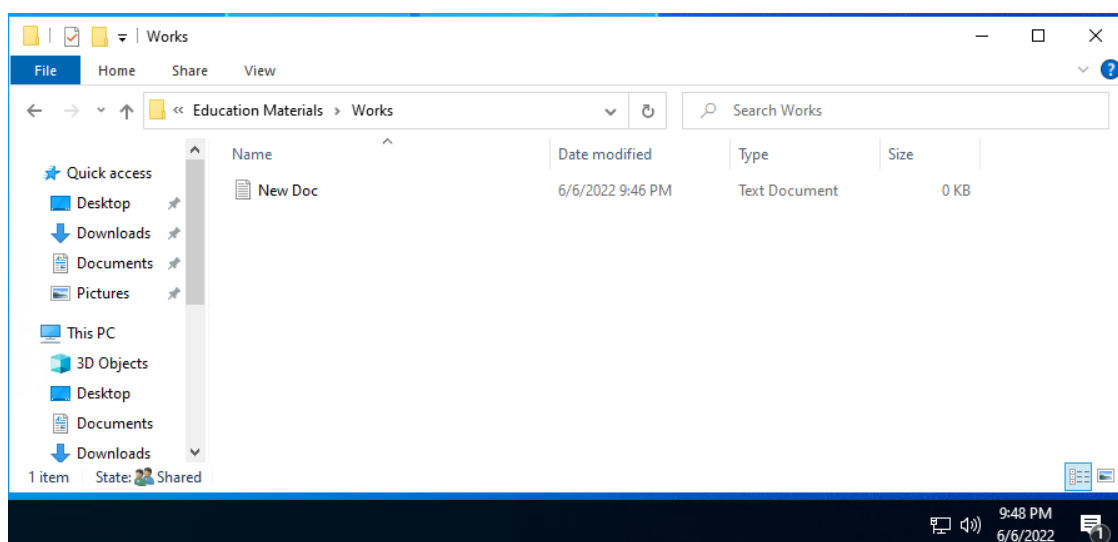 Works
File Home Share View
« Education Materials > Works
Search Works
Name Date modified Type Size
New Doc 6/6/2022 9:46 PM Text Document 0 KB
Quick access
Desktop
Downloads
Documents
Pictures
This PC
3D Objects
Desktop
Documents
Downloads
1 item State: Shared
9:48 PM
6/6/2022
1